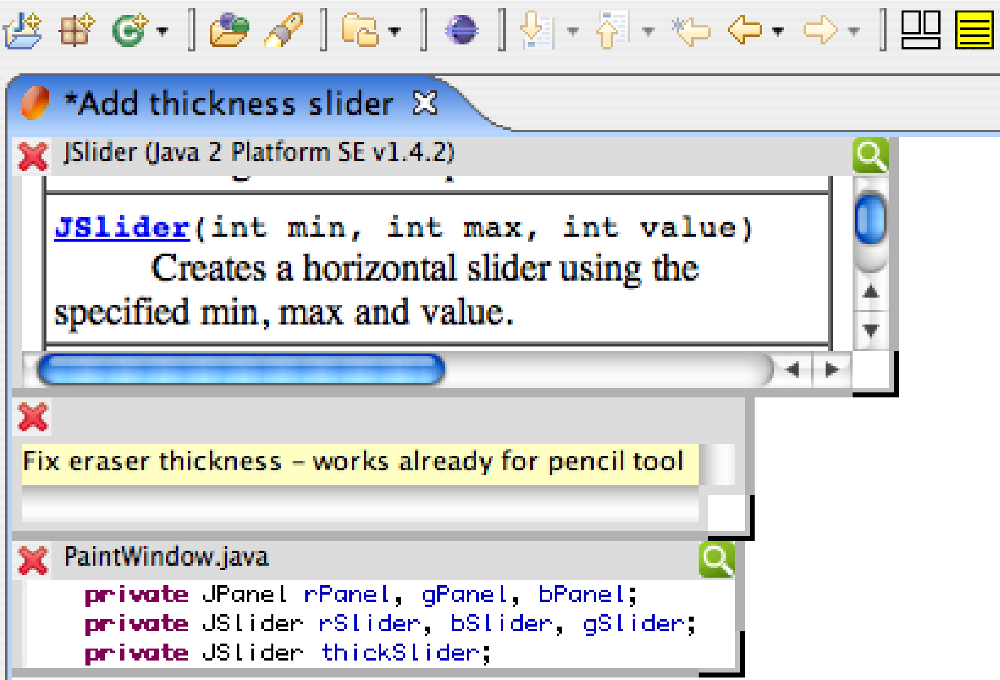 *Add thickness slider
JSlider (Java 2 Platform SE v1.4.2)
JSlider(int min, int max, int value)
Creates a horizontal slider using the
specified min, max and value.
Fix eraser thickness – works already for pencil tool
PaintWindow.java
private JPanel rPanel, gPanel, bPanel;
private JSlider rSlider, bSlider, gSlider;
private JSlider thickSlider;